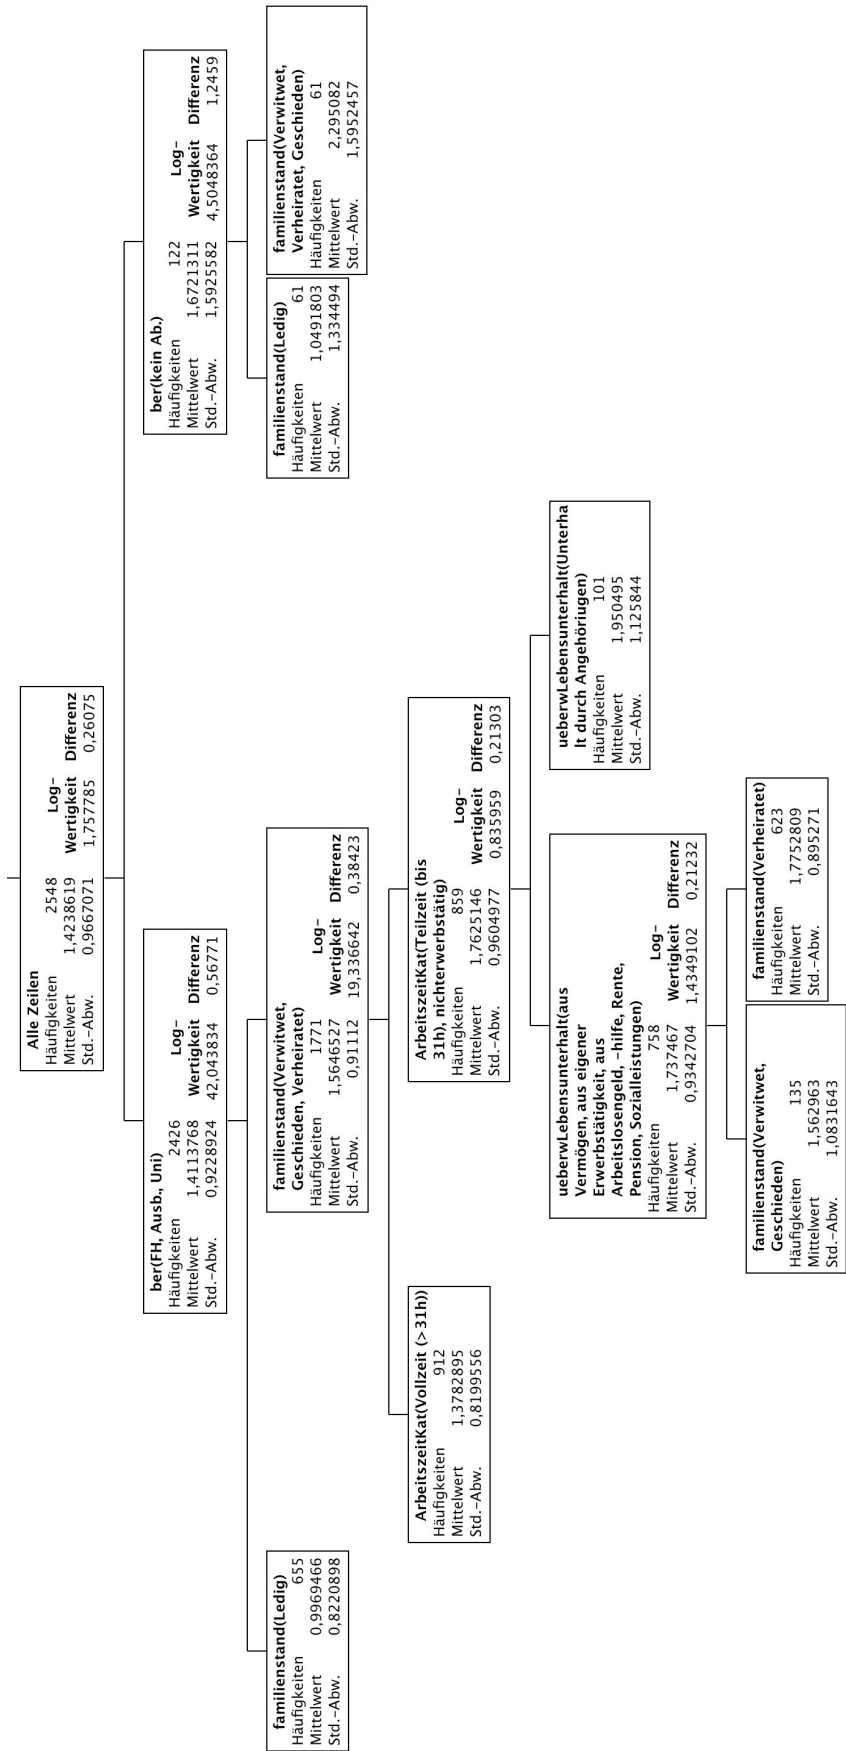 Alle Zeilen
Häufigkeiten 2548
Mittelwert 1,4238619
Std.-Abw. 0,9667071
Log-
Wertigkeit Differenz
1,757785 0,26075
ber(FH, Ausb., Uni)
Häufigkeiten 2426
Mittelwert 1,4113768
Std.-Abw. 0,9228924
Log-
Wertigkeit Differenz
42,043834 0,56771
ber(kein Ab.)
Häufigkeiten 122
Mittelwert 1,6721311
Std.-Abw. 1,5925582
Log-
Wertigkeit Differenz
4,5048364 1,2459
familienstand(Ledig)
Häufigkeiten 655
Mittelwert 0,9969466
Std.-Abw. 0,8220898
familienstand(Verwitwet,
Geschieden, Verheiratet)
Häufigkeiten 1771
Mittelwert 1,5646527
Std.-Abw. 0,91112
Log-
Wertigkeit Differenz
19,336642 0,38423
familienstand(Ledig)
Häufigkeiten 61
Mittelwert 1,0491803
Std.-Abw. 1,334494
familienstand(Verwitwet,
Verheiratet, Geschieden)
Häufigkeiten 61
Mittelwert 2,295082
Std.-Abw. 1,5952457
ArbeitszeitKat(Vollzeit (>31h))
Häufigkeiten 912
Mittelwert 1,3782895
Std.-Abw. 0,8199556
ArbeitszeitKat(Teilzeit (bis
31h), nichterwerbstätig)
Häufigkeiten 859
Mittelwert 1,7625146
Std.-Abw. 0,9604977
Log-
Wertigkeit Differenz
0,835959 0,21303
ueberwLebensunterhalt(aus
Vermögen, aus eigener
Erwerbstätigkeit, aus
Arbeitslosengeld, -hilfe, Rente,
Pension, Sozialleistungen)
Häufigkeiten 758
Mittelwert 1,737467
Std.-Abw. 0,9342704
Log-
Wertigkeit Differenz
1,4349102 0,21232
ueberwLebensunterhalt(Unterha
lt durch Angehöriugen)
Häufigkeiten 101
Mittelwert 1,950495
Std.-Abw. 1,125844
familienstand(Verwitwet,
Geschieden)
Häufigkeiten 135
Mittelwert 1,562963
Std.-Abw. 1,0831643
familienstand(Verheiratet)
Häufigkeiten 623
Mittelwert 1,7752809
Std.-Abw. 0,895271